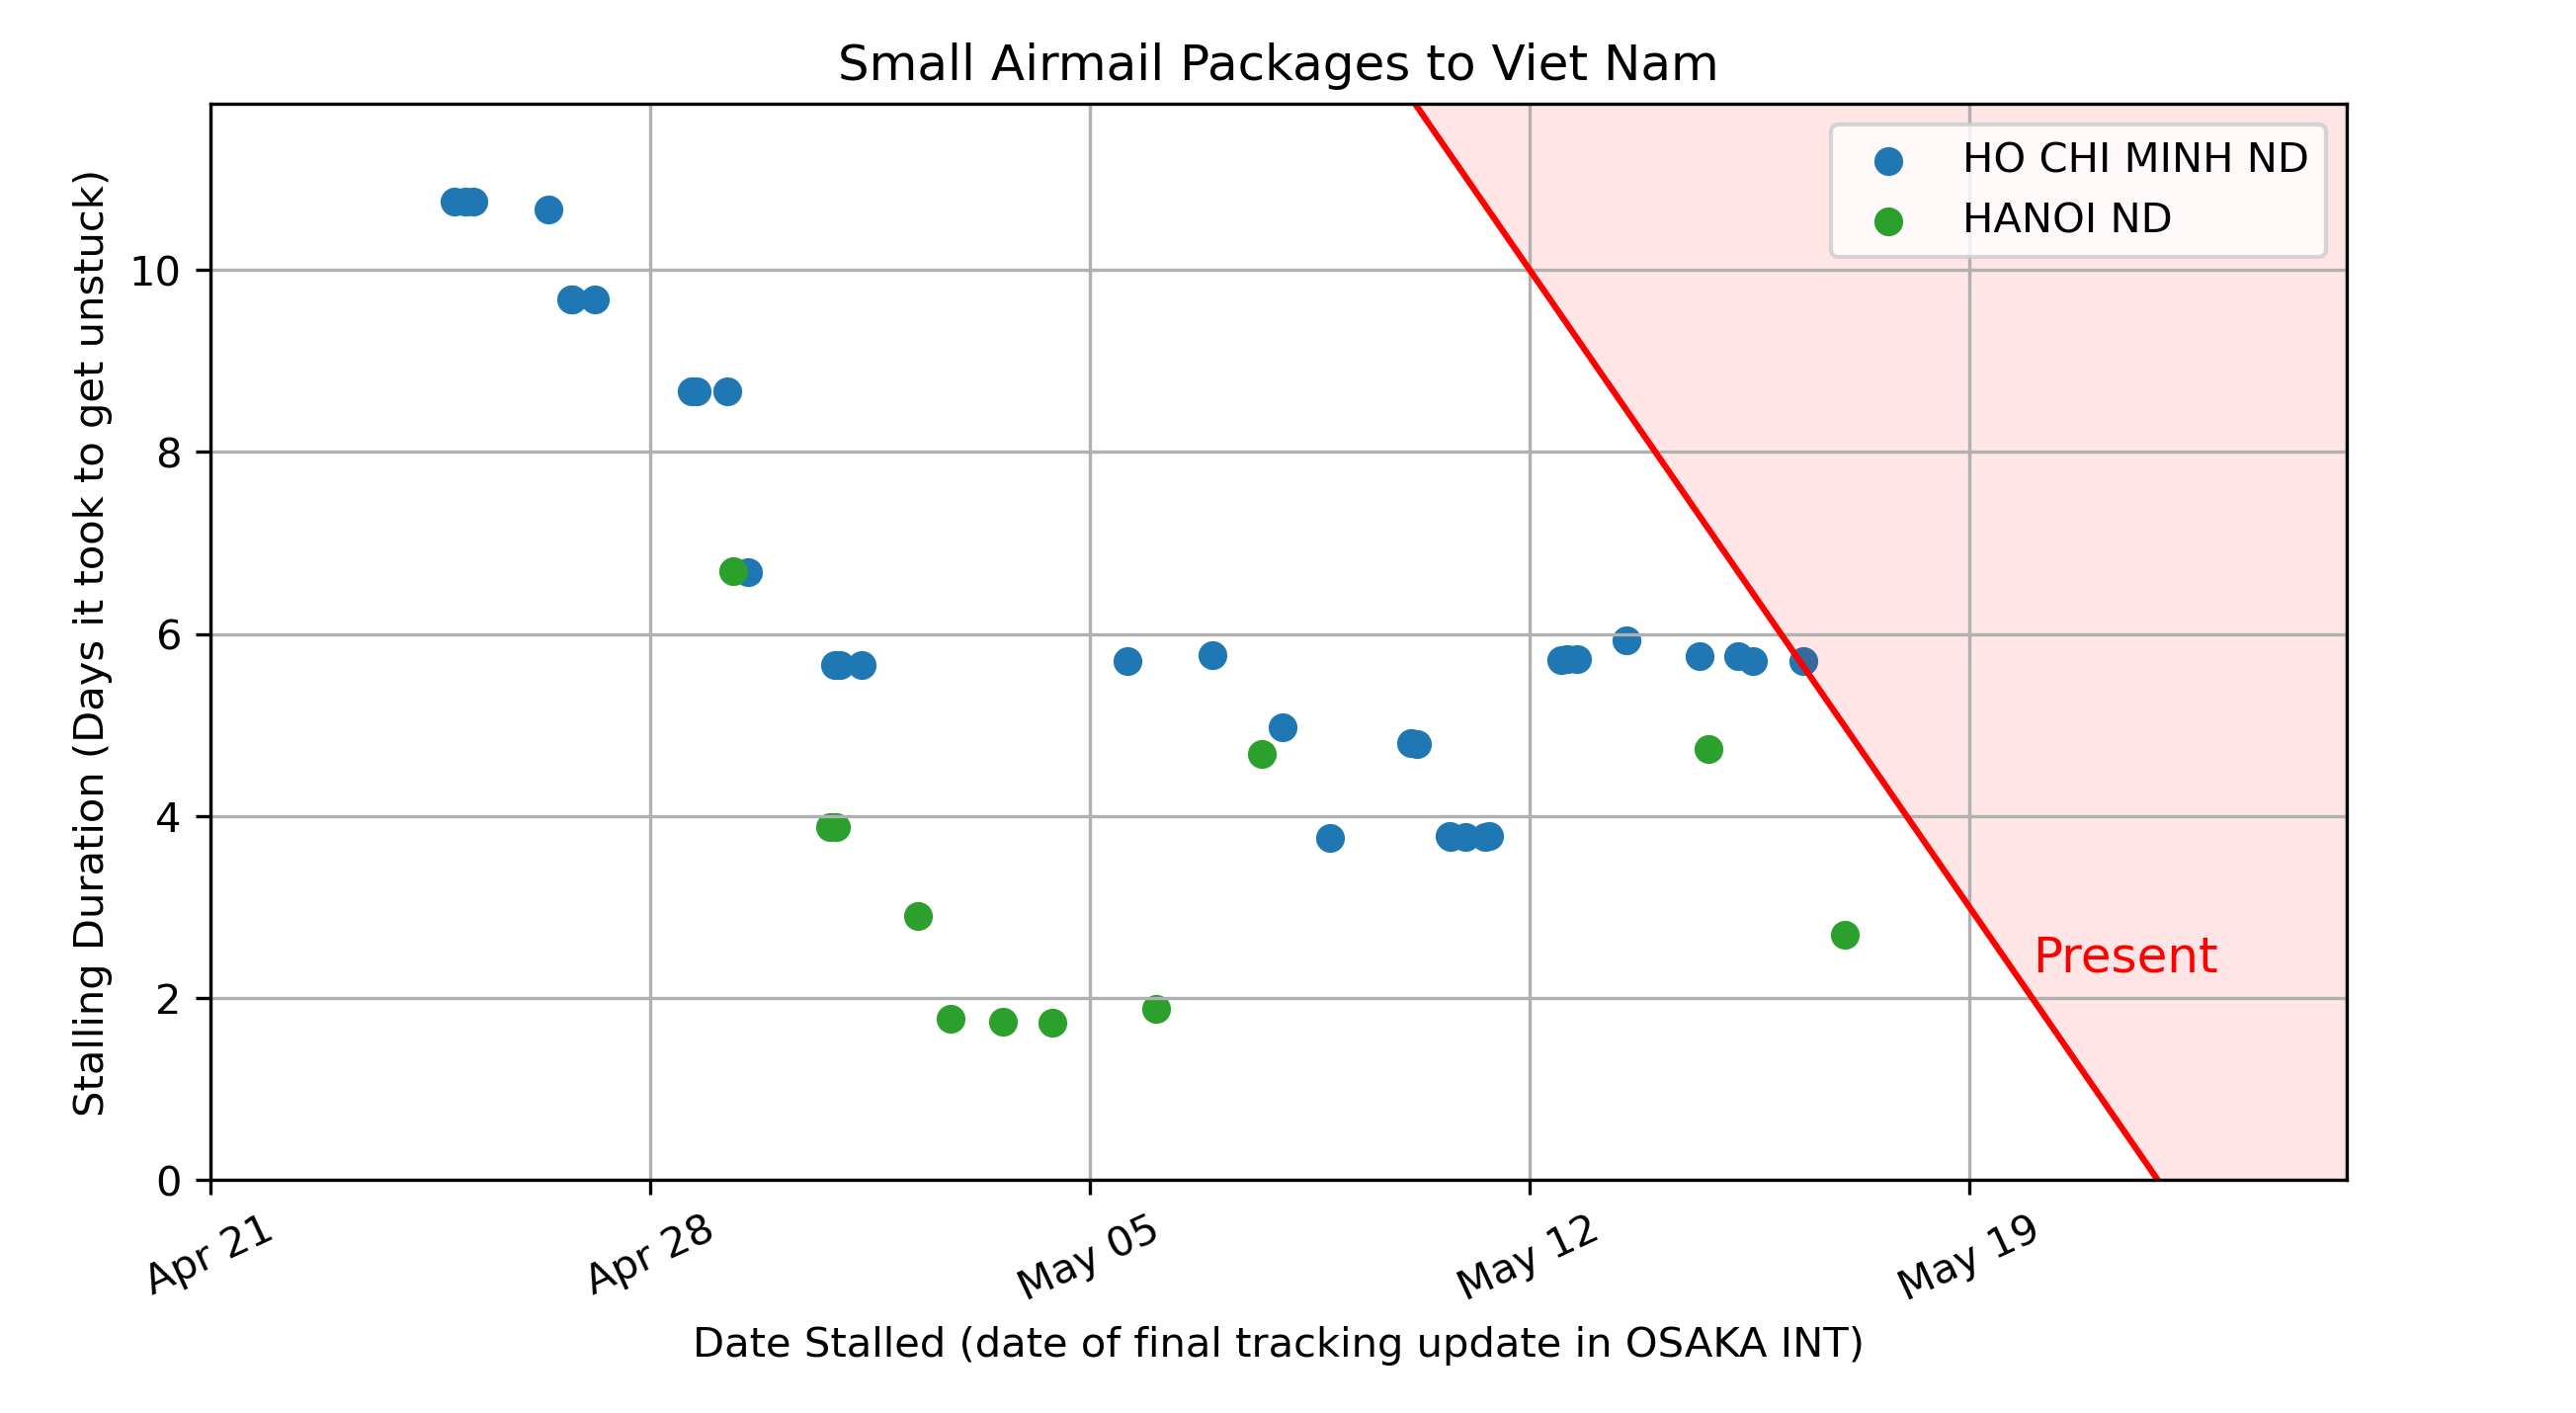 Small Airmail Packages to Viet Nam
HO CHI MINH ND
HANOI ND
Stalling Duration (Days it took to get unstuck)
10
8
6
4
2
0
Present
Apr 21
Apr 28
May 05
May 12
May 19
Date Stalled (date of final tracking update in OSAKA INT)